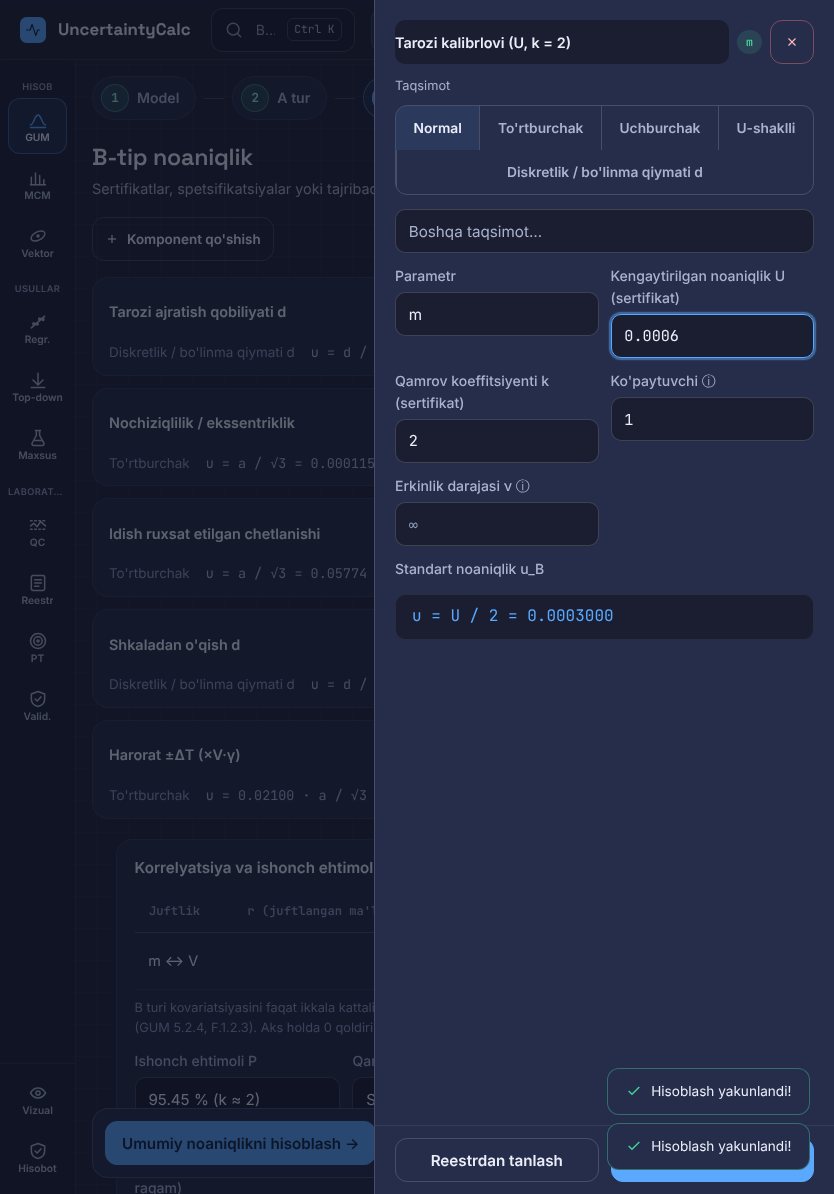 UncertaintyCalc
B...
Ctrl K
HISOB
GUM
MCM
Vektor
USULLAR
Regr.
Top-down
Maxsus
LABORAT...
QC
Reestr
PT
Valid.
Vizual
Hisobot
1 Model
2 A tur
B-tip noaniqlik
Sertifikatlar, spetsifikatsiyalar yoki tajribad
+ Komponent qo'shish
Tarozi ajratish qobiliyati d
Diskretlik / bo'linma qiymati d u = d /
Nochiziqlilik / ekssentriklik
To'rtburchak u = a / √3 = 0.000115
Idish ruxsat etilgan chetlanishi
To'rtburchak u = a / √3 = 0.05774
Shkaladan o'qish d
Diskretlik / bo'linma qiymati d u = d /
Harorat ±ΔT (×V·γ)
To'rtburchak u = 0.02100 · a / √3
Korrelyatsiya va ishonch ehtimol
Juftlik r (juftlangan ma'l
m ↔ V
B turi kovariatsiyasini faqat ikkala kattali
(GUM 5.2.4, F.1.2.3). Aks holda 0 qoldiri
Ishonch ehtimoli P Qa
95.45 % (k ≈ 2) S
Umumiy noaniqlikni hisoblash →
raqam)
Tarozi kalibrlovi (U, k = 2)
m
×
Taqsimot
Normal To'rtburchak Uchburchak U-shaklli
Diskretlik / bo'linma qiymati d
Boshqa taqsimot...
Parametr
m
Kengaytirilgan noaniqlik U
(sertifikat)
0.0006
Qamrov koeffitsiyenti k
(sertifikat)
2
Ko'paytuvchi ⓘ
1
Erkinlik darajasi ν ⓘ
∞
Standart noaniqlik u_B
u = U / 2 = 0.0003000
Hisoblash yakunlandi!
Hisoblash yakunlandi!
Reestrdan tanlash